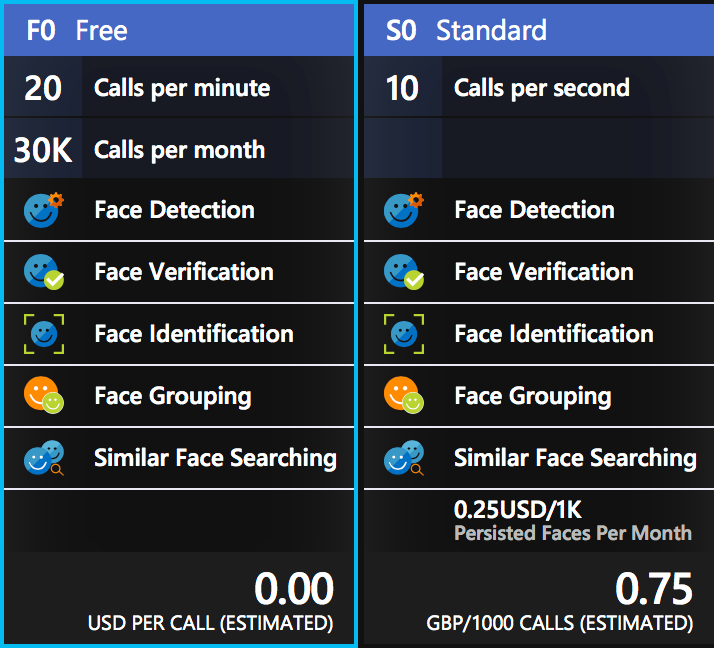 F0 Free
20 Calls per minute
30K Calls per month
Face Detection
Face Verification
Face Identification
Face Grouping
Similar Face Searching
0.00
USD PER CALL (ESTIMATED)
S0 Standard
10 Calls per second
Face Detection
Face Verification
Face Identification
Face Grouping
Similar Face Searching
0.25USD/1K
Persisted Faces Per Month
0.75
GBP/1000 CALLS (ESTIMATED)